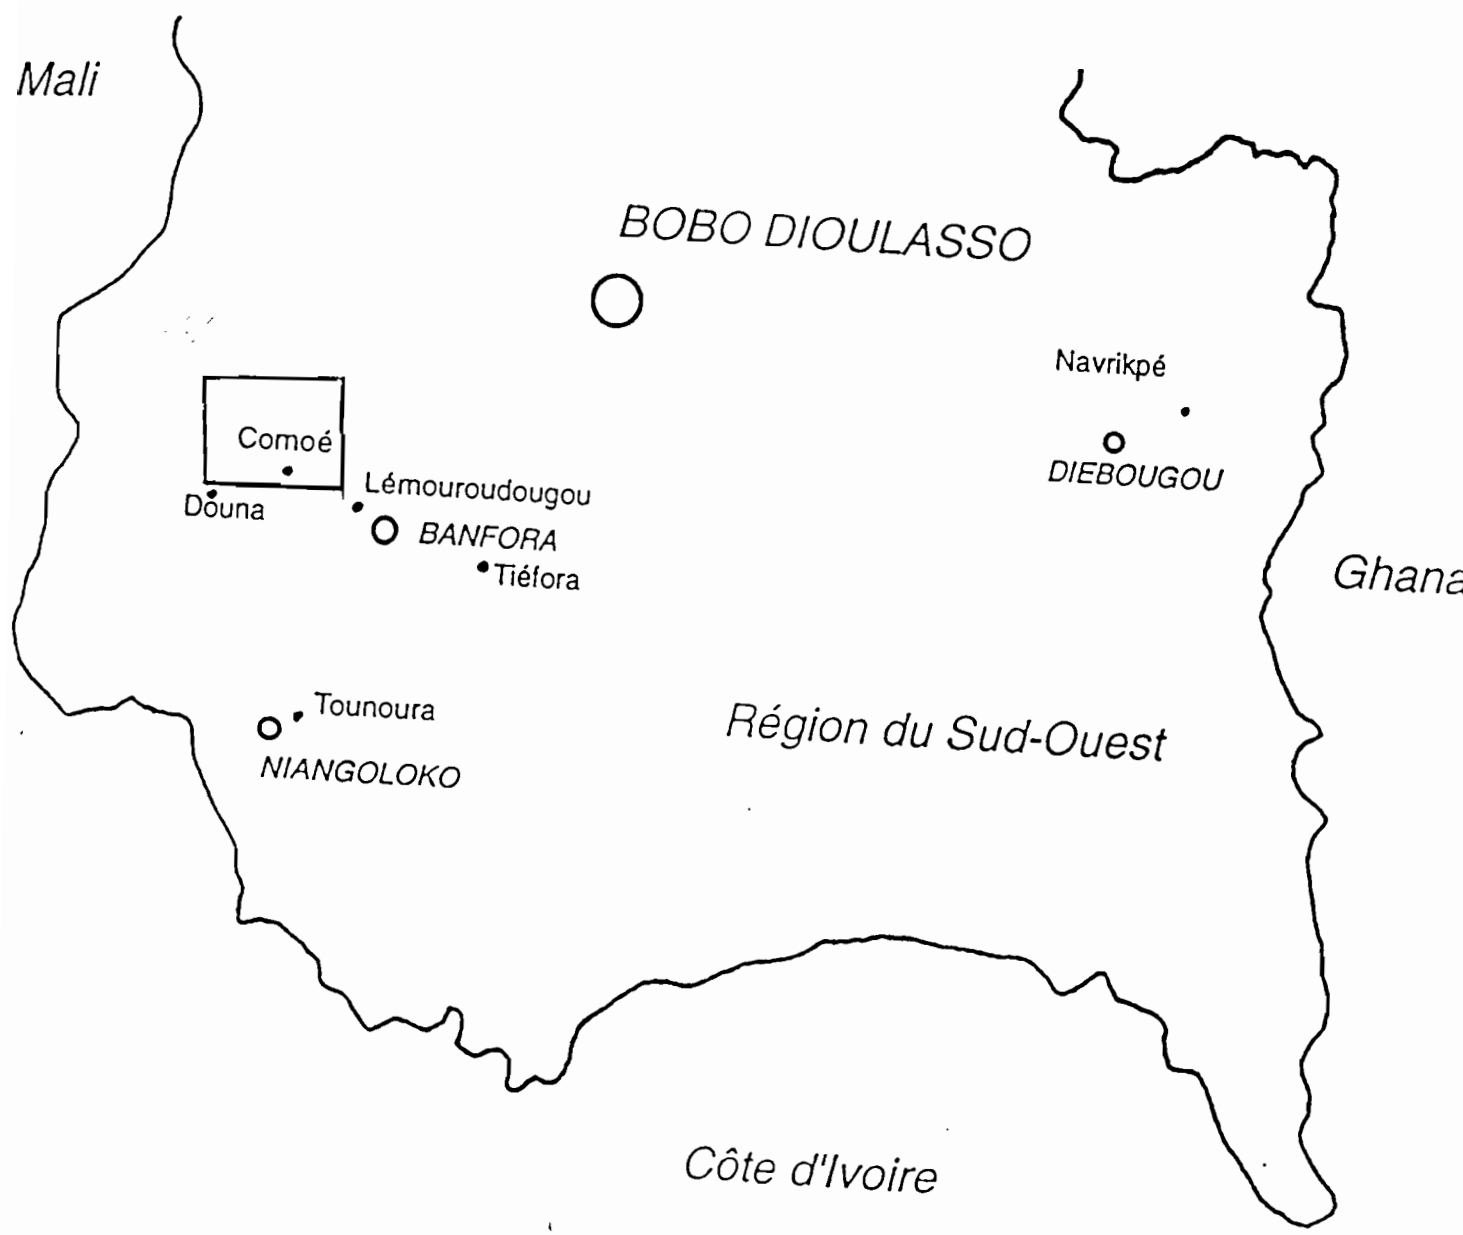 Mali
BOBO DIOULASSO
Navrikpé
Comoé
DIEBOUGOU
Lémouroudougou
Douna
BANFORA
Tiéfora
Ghana
Tounoura
Région du Sud-Ouest
NIANGOLOKO
Côte d'Ivoire